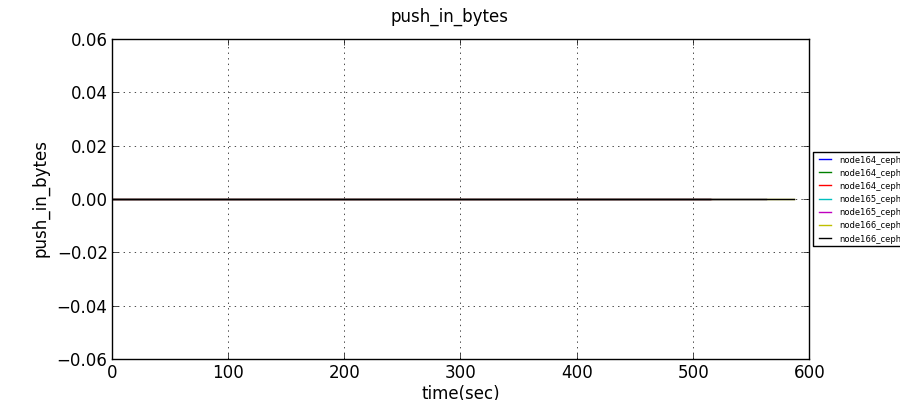 push_in_bytes
0.06
0.04
0.02
0.00
−0.02
−0.04
−0.06
push_in_bytes
0 100 200 300 400 500 600
time(sec)
node164_ceph
node164_ceph
node164_ceph
node165_ceph
node165_ceph
node166_ceph
node166_ceph